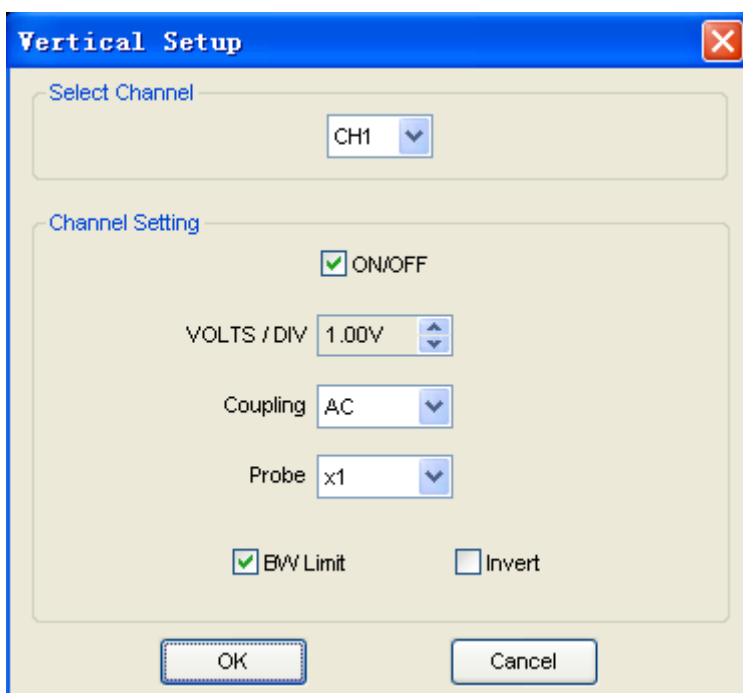 Vertical Setup
Select Channel
CH1
Channel Setting
ON/OFF
VOLTS / DIV 1.00V
Coupling AC
Probe x1
BW Limit Invert
OK Cancel